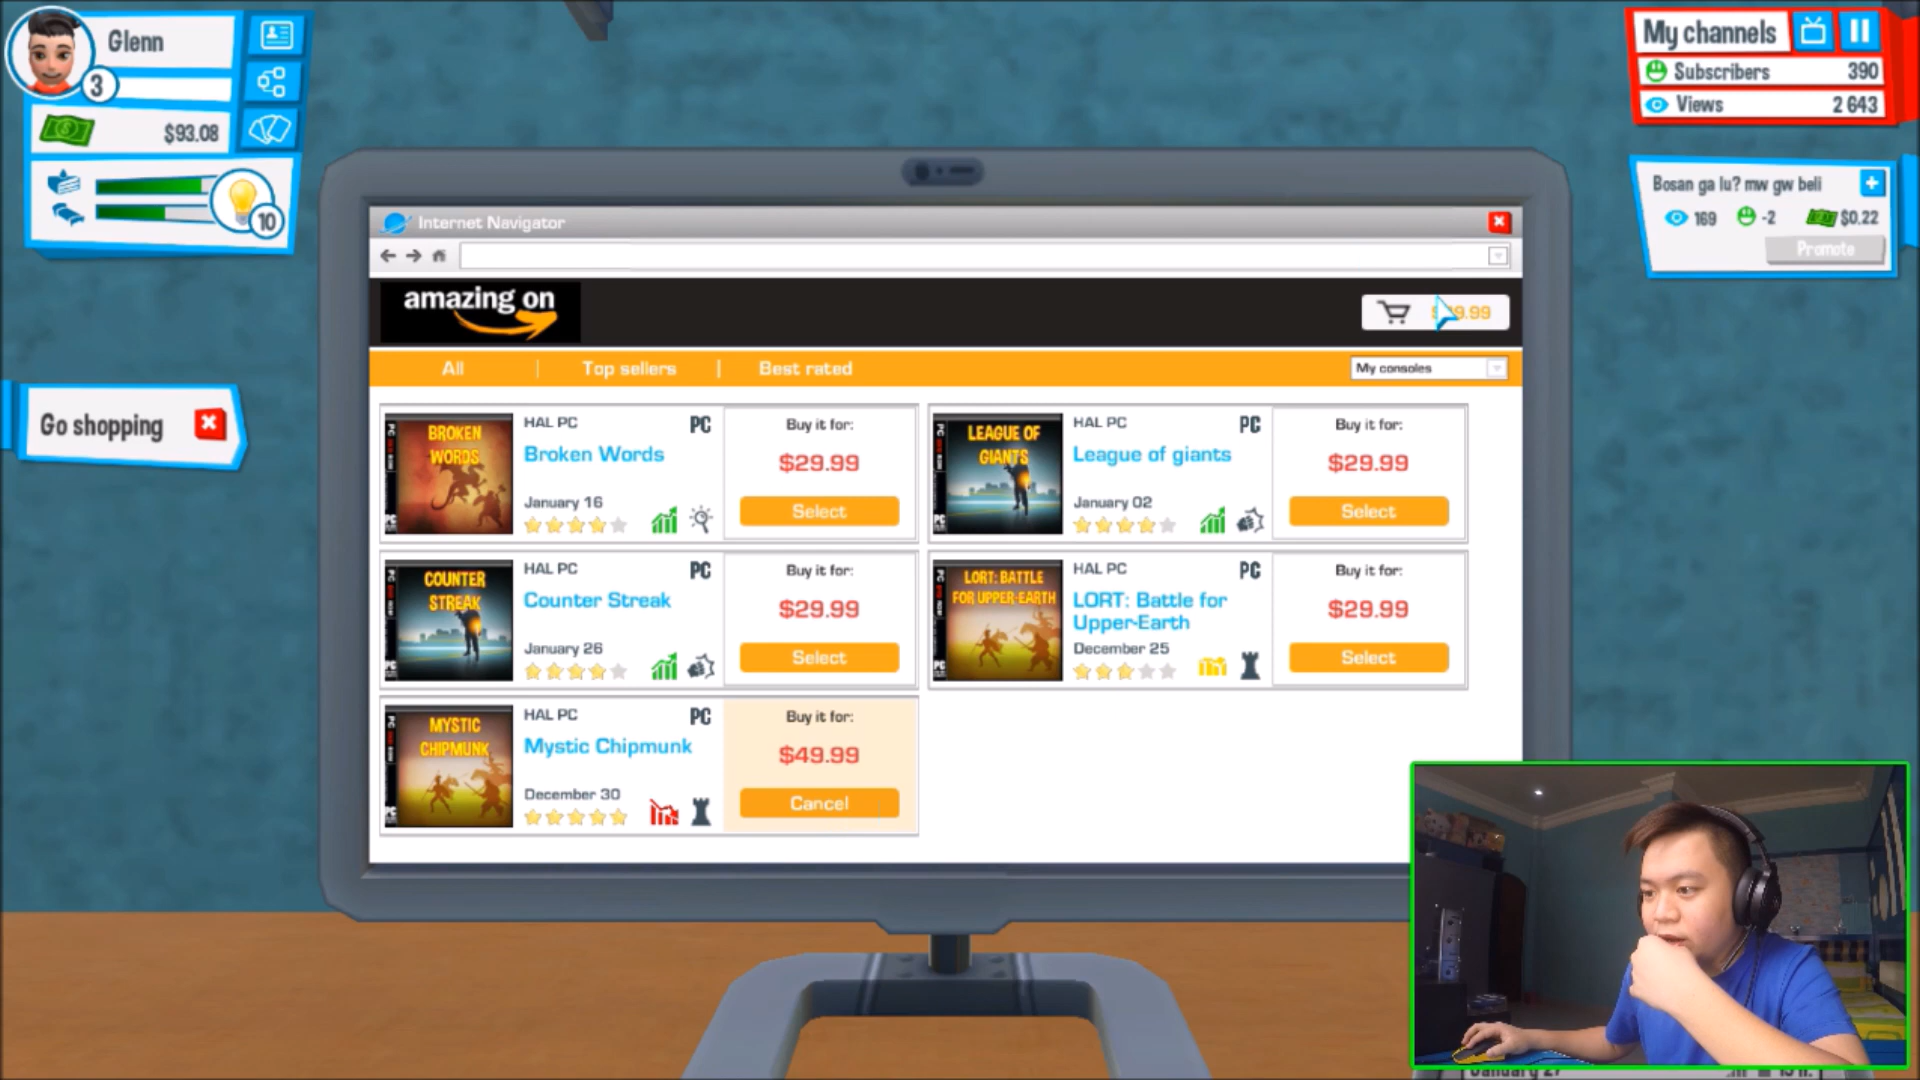 Glenn
3
$93.08
10
Go shopping
My channels
Subscribers 390
Views 2 643
Bosan ga lu? mw gw beli
169 -2 $0.22
Promote
Internet Navigator
amazing on
All | Top sellers | Best rated
My consoles
BROKEN WORDS
HAL PC PC
Broken Words
January 16
Buy it for:
$29.99
Select
LEAGUE OF GIANTS
HAL PC PC
League of giants
January 02
Buy it for:
$29.99
Select
COUNTER STREAK
HAL PC PC
Counter Streak
January 26
Buy it for:
$29.99
Select
LORT: BATTLE FOR UPPER-EARTH
HAL PC PC
LORT: Battle for
Upper-Earth
December 25
Buy it for:
$29.99
Select
MYSTIC CHIPMUNK
HAL PC PC
Mystic Chipmunk
December 30
Buy it for:
$49.99
Cancel
January 27